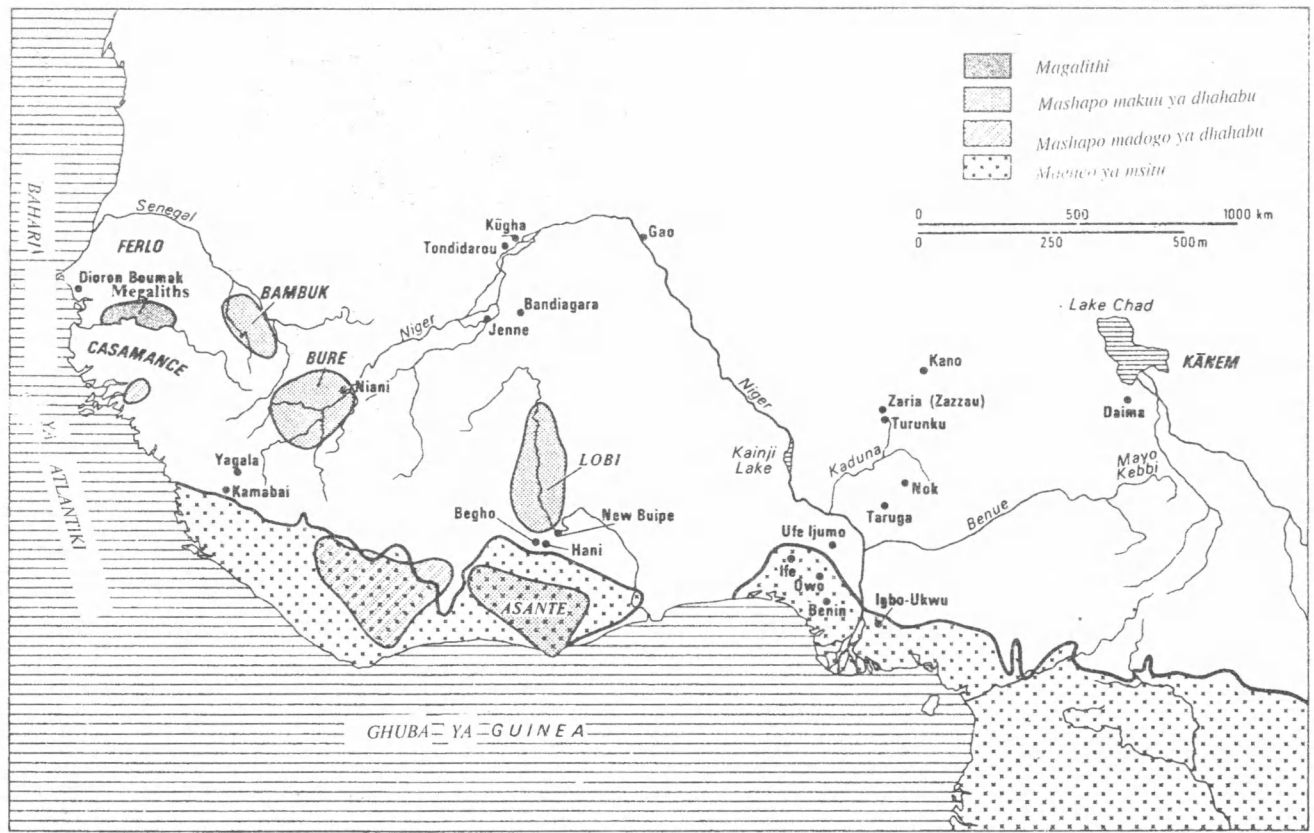 Magalithi
Mashapo makuu ya dhahabu
Mashapo madogo ya dhahabu
Maeneo ya msitu
0 500 1000 km
0 250 500m
BAHARIA YA ATLANTIKI
Senegal
FERLO
Dioron Boumak
Megaliths
BAMBUK
CASAMANCE
BURE
Niani
Niger
Kūgha
Tondidarou
Gao
Bandiagara
Jenne
Niger
Lake Chad
KĀKEM
Kano
Zaria (Zazzau)
Turunku
Daima
Kainji
Lake
Kaduna
Mayo
Kebbi
Nok
Taruga
Benue
LOBI
Yagala
Kamabai
Begho
New Buipe
Hani
Ufe Ijumo
Ife
Owo
Benin
Igbo-Ukwu
ASANTE
GHUBA YA GUINEA